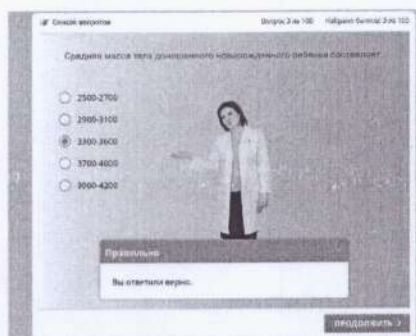 Список вопросов
Вопрос 3 из 100 Набрано баллов: 3 из 100
Средняя масса тела доношенного новорожденного ребенка составляет
2500-2700
2900-3100
3300-3600
3700-4000
3000-4200
Правильно
Вы ответили верно.
ПРОДОЛЖИТЬ >